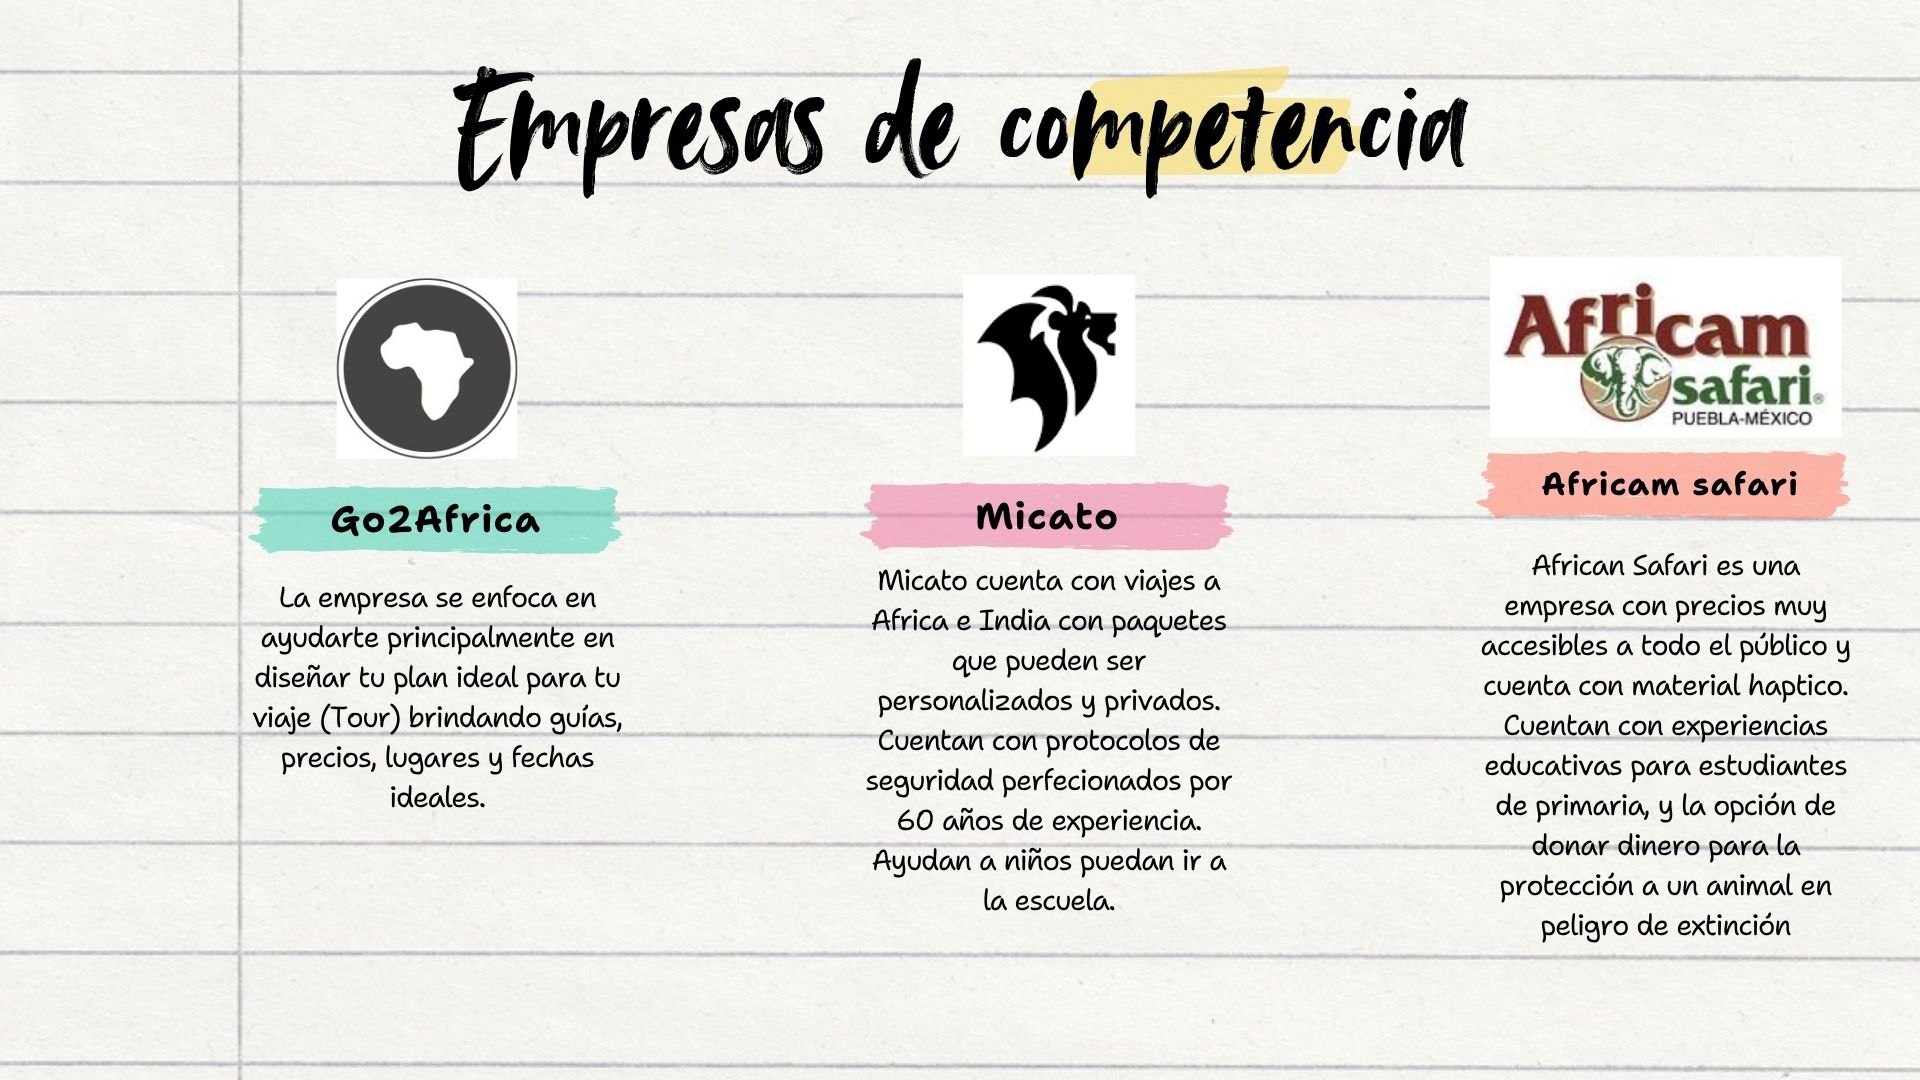 Empresas de competencia
Go2Africa
La empresa se enfoca en
ayudarte principalmente en
diseñar tu plan ideal para tu
viaje (Tour) brindando guías,
precios, lugares y fechas
ideales.
Micato
Micato cuenta con viajes a
Africa e India con paquetes
que pueden ser
personalizados y privados.
Cuentan con protocolos de
seguridad perfecionados por
60 años de experiencia.
Ayudan a niños puedan ir a
la escuela.
Africam
safari®
PUEBLA-MÉXICO
Africam safari
African Safari es una
empresa con precios muy
accesibles a todo el público y
cuenta con material haptico.
Cuentan con experiencias
educativas para estudiantes
de primaria, y la opción de
donar dinero para la
protección a un animal en
peligro de extinción